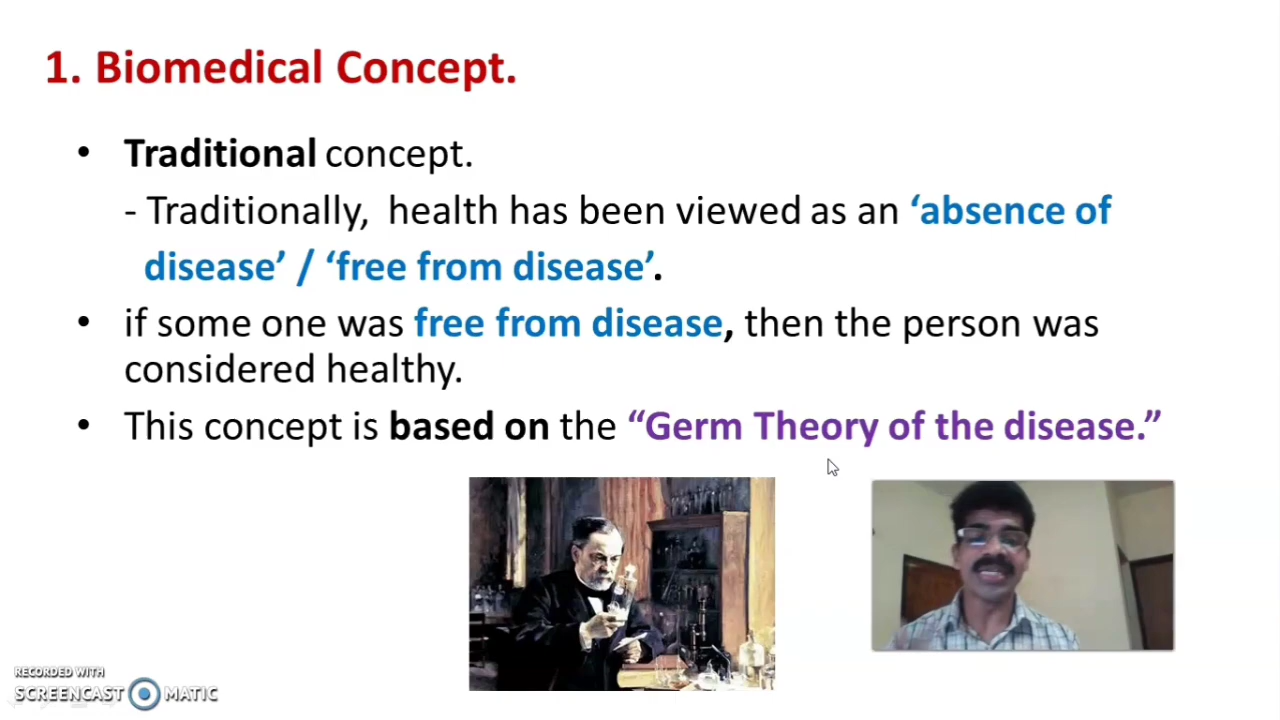 1. Biomedical Concept.
• Traditional concept.
- Traditionally, health has been viewed as an ‘absence of
disease’ / ‘free from disease’.
• if some one was free from disease, then the person was
considered healthy.
• This concept is based on the “Germ Theory of the disease.”
RECORDED WITH
SCREENCAST MATIC